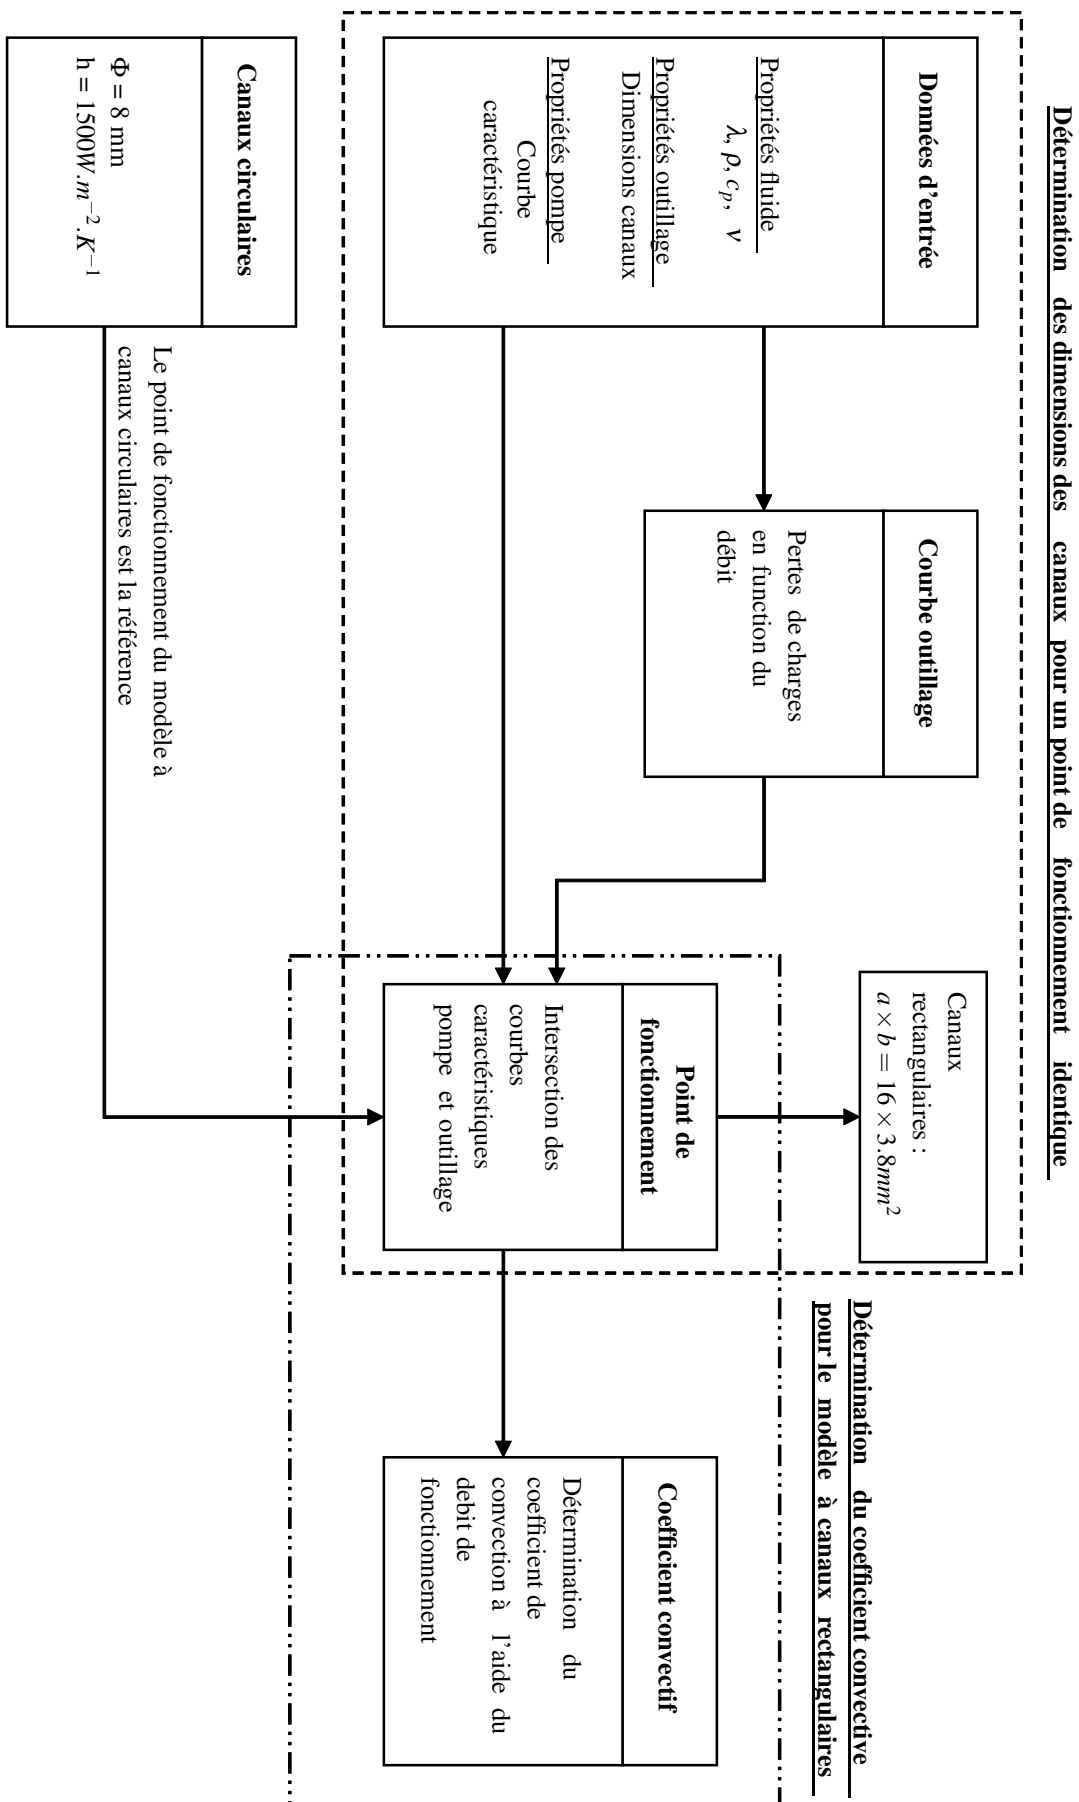 Détermination des dimensions des canaux pour un point de fonctionnement identique
Données d'entrée
Propriétés fluide
λ, ρ, c_p, ν
Propriétés outillage
Dimensions canaux
Propriétés pompe
Courbe
caractéristique
Courbe outillage
Pertes de charges
en function du
débit
Canaux
rectangulaires :
a × b = 16 × 3.8mm²
Point de
fonctionnement
Intersection des
courbes
caractéristiques
pompe et outillage
Détermination du coefficient convective
pour le modèle à canaux rectangulaires
Coefficient convectif
Détermination du
coefficient de
convection à l'aide du
debit de
fonctionnement
Canaux circulaires
Φ = 8 mm
h = 1500W.m⁻².K⁻¹
Le point de fonctionnement du modèle à
canaux circulaires est la référence